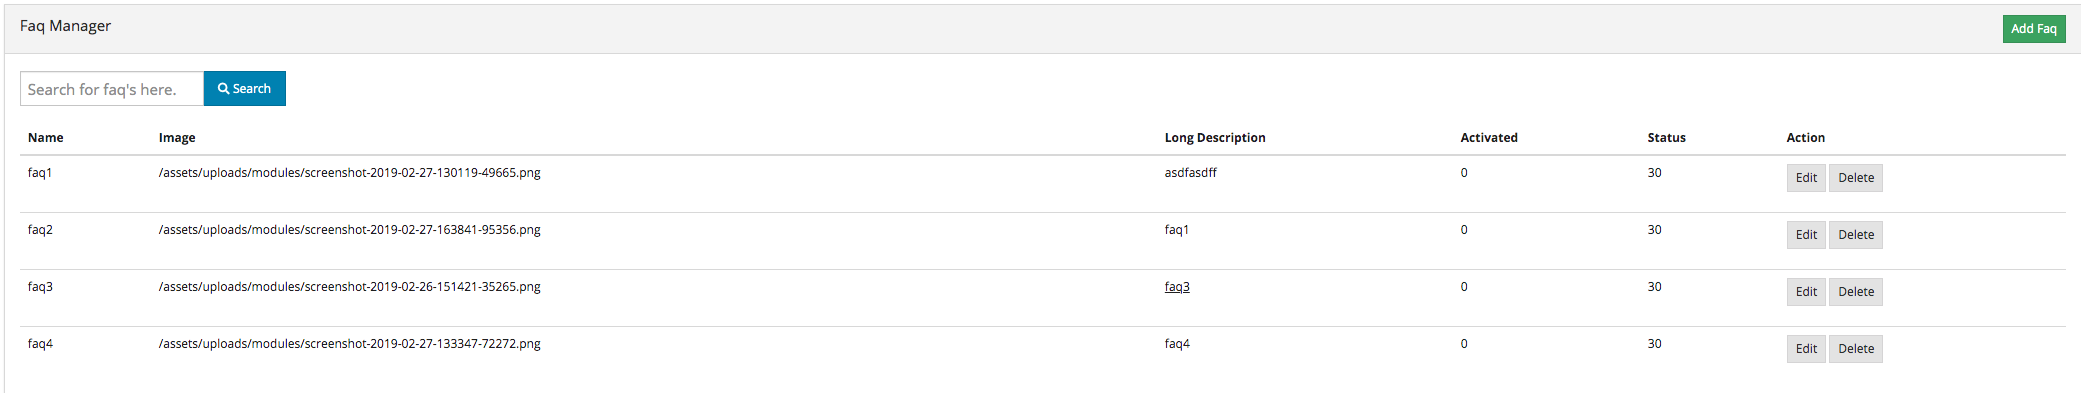 Faq Manager Add Faq
Search for faq's here. Search
Name Image Long Description Activated Status Action
faq1 /assets/uploads/modules/screenshot-2019-02-27-130119-49665.png asdfasdff 0 30 Edit Delete
faq2 /assets/uploads/modules/screenshot-2019-02-27-163841-95356.png faq1 0 30 Edit Delete
faq3 /assets/uploads/modules/screenshot-2019-02-26-151421-35265.png faq3 0 30 Edit Delete
faq4 /assets/uploads/modules/screenshot-2019-02-27-133347-72272.png faq4 0 30 Edit Delete